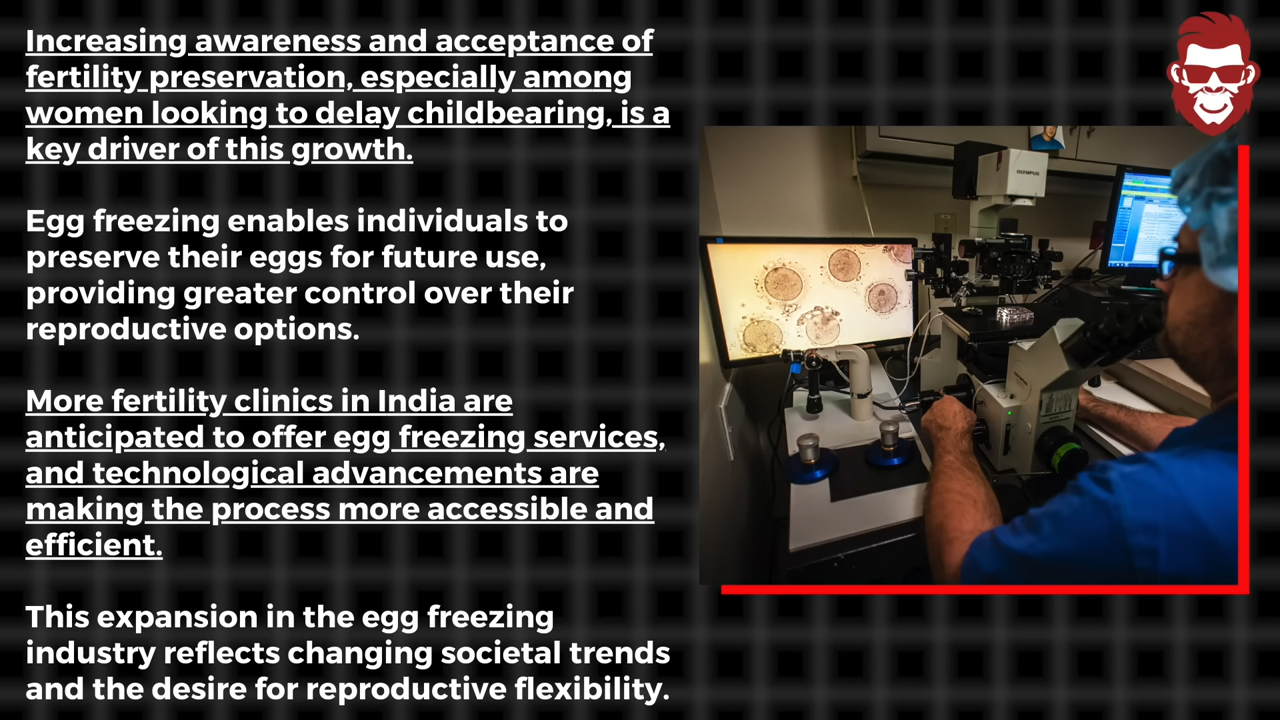 Increasing awareness and acceptance of
fertility preservation, especially among
women looking to delay childbearing, is a
key driver of this growth.
Egg freezing enables individuals to
preserve their eggs for future use,
providing greater control over their
reproductive options.
More fertility clinics in India are
anticipated to offer egg freezing services,
and technological advancements are
making the process more accessible and
efficient.
This expansion in the egg freezing
industry reflects changing societal trends
and the desire for reproductive flexibility.
OLYMPUS